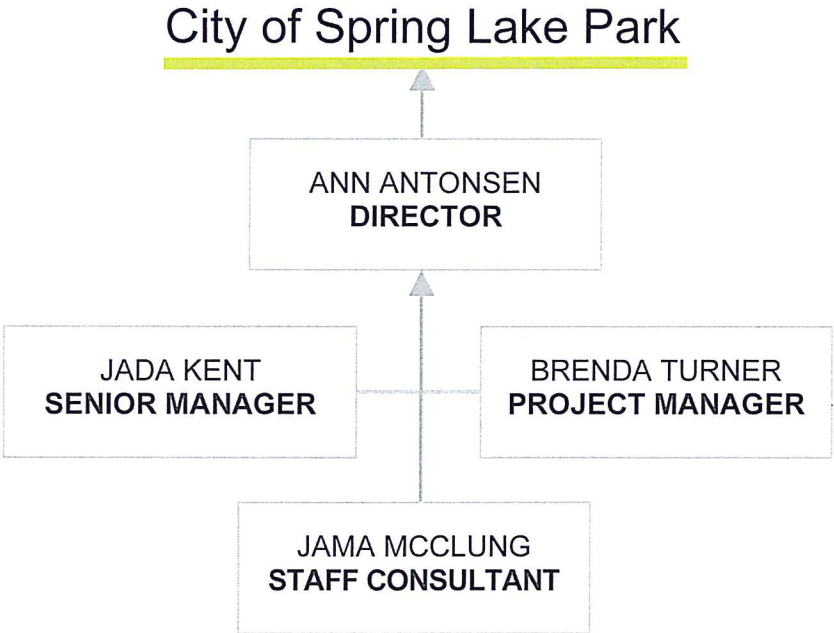 City of Spring Lake Park
ANN ANTONSEN
DIRECTOR
JADA KENT
SENIOR MANAGER
BRENDA TURNER
PROJECT MANAGER
JAMA MCCLUNG
STAFF CONSULTANT